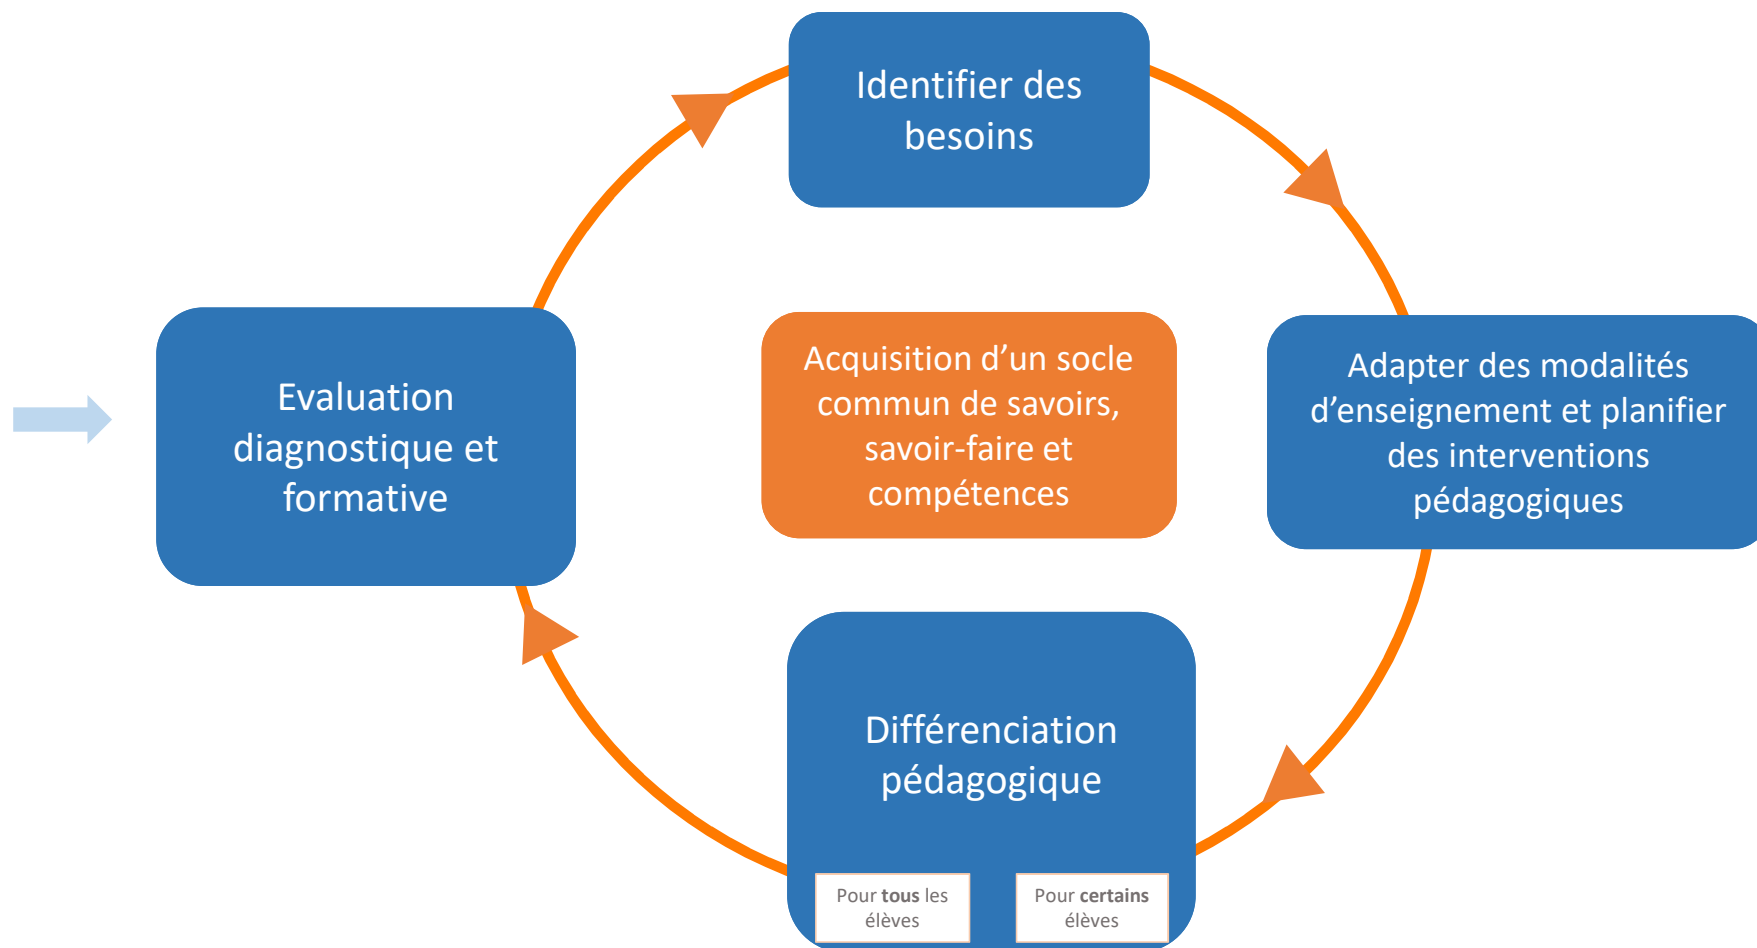 Identifier des
besoins
Evaluation
diagnostique et
formative
Acquisition d’un socle
commun de savoirs,
savoir-faire et
compétences
Adapter des modalités
d’enseignement et planifier
des interventions
pédagogiques
Différenciation
pédagogique
Pour tous les
élèves
Pour certains
élèves